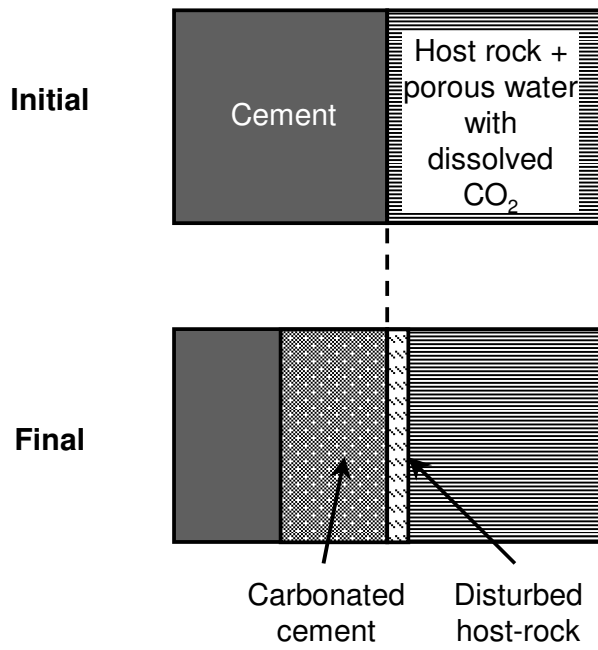 Initial
Cement
Host rock +
porous water
with
dissolved
CO₂
Final
Carbonated
cement
Disturbed
host-rock